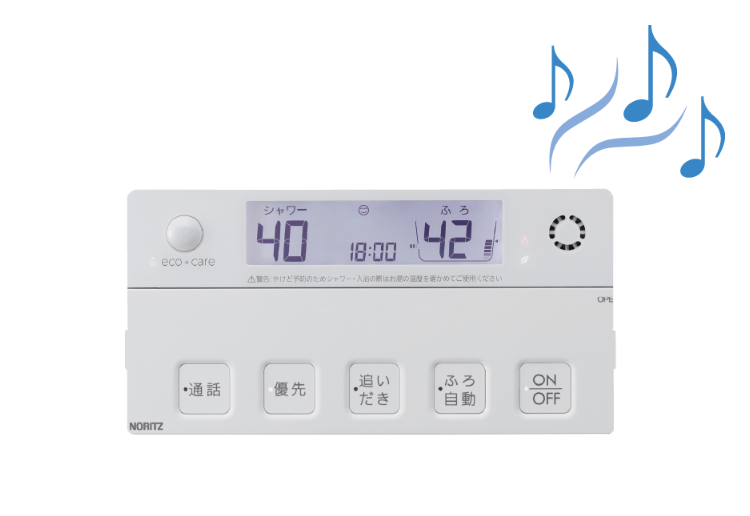 シャワー
ふろ
40
18:00
42
eco・care
⚠警告: やけど予防のためシャワー・入浴の際はお湯の温度を確かめてご使用ください
OPE
通話
優先
追い
だき
ふろ
自動
ON
OFF
NORITZ